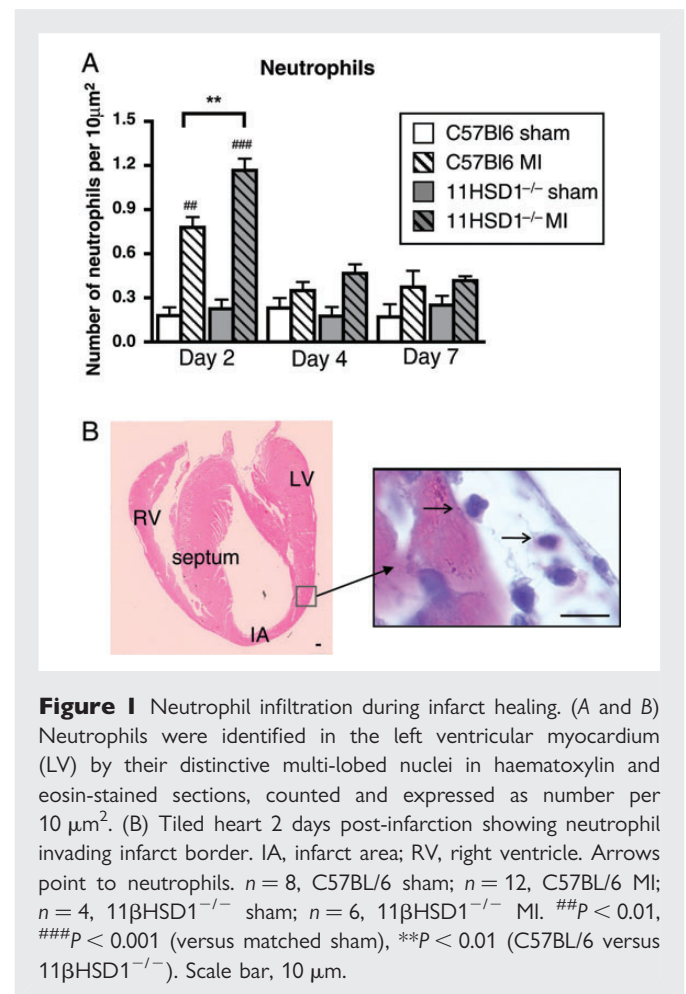 A
Neutrophils
Number of neutrophils per 10μm²
1.5
1.2
0.9
0.6
0.3
0.0
**
##
###
Day 2
Day 4
Day 7
C57Bl6 sham
C57Bl6 MI
11HSD1⁻/⁻ sham
11HSD1⁻/⁻ MI
B
LV
RV
septum
IA
Figure 1 Neutrophil infiltration during infarct healing. (A and B)
Neutrophils were identified in the left ventricular myocardium
(LV) by their distinctive multi-lobed nuclei in haematoxylin and
eosin-stained sections, counted and expressed as number per
10 μm². (B) Tiled heart 2 days post-infarction showing neutrophil
invading infarct border. IA, infarct area; RV, right ventricle. Arrows
point to neutrophils. n = 8, C57BL/6 sham; n = 12, C57BL/6 MI;
n = 4, 11βHSD1⁻/⁻ sham; n = 6, 11βHSD1⁻/⁻ MI. ##P < 0.01,
###P < 0.001 (versus matched sham), **P < 0.01 (C57BL/6 versus
11βHSD1⁻/⁻). Scale bar, 10 μm.